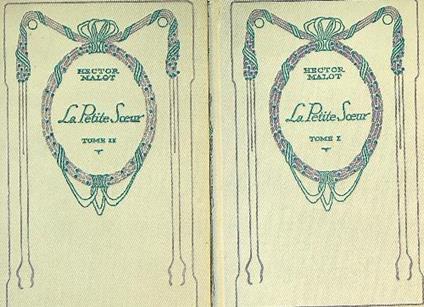 HECTOR
MALOT
La Petite Sœur
TOME II
HECTOR
MALOT
La Petite Sœur
TOME I